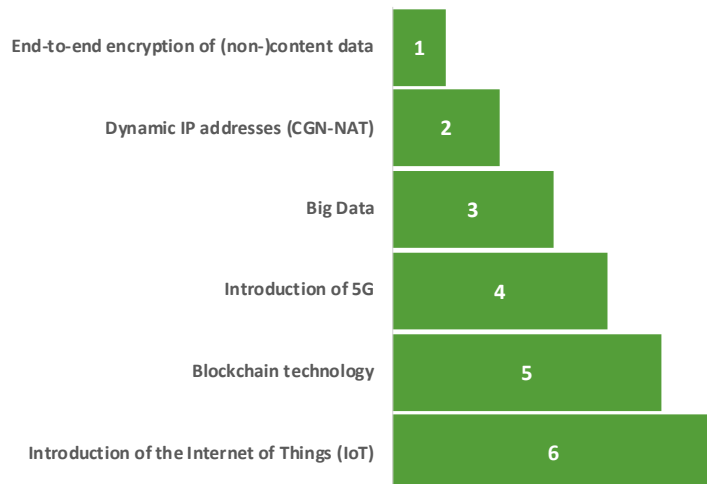 End-to-end encryption of (non-)content data
1
Dynamic IP addresses (CGN-NAT)
2
Big Data
3
Introduction of 5G
4
Blockchain technology
5
Introduction of the Internet of Things (IoT)
6